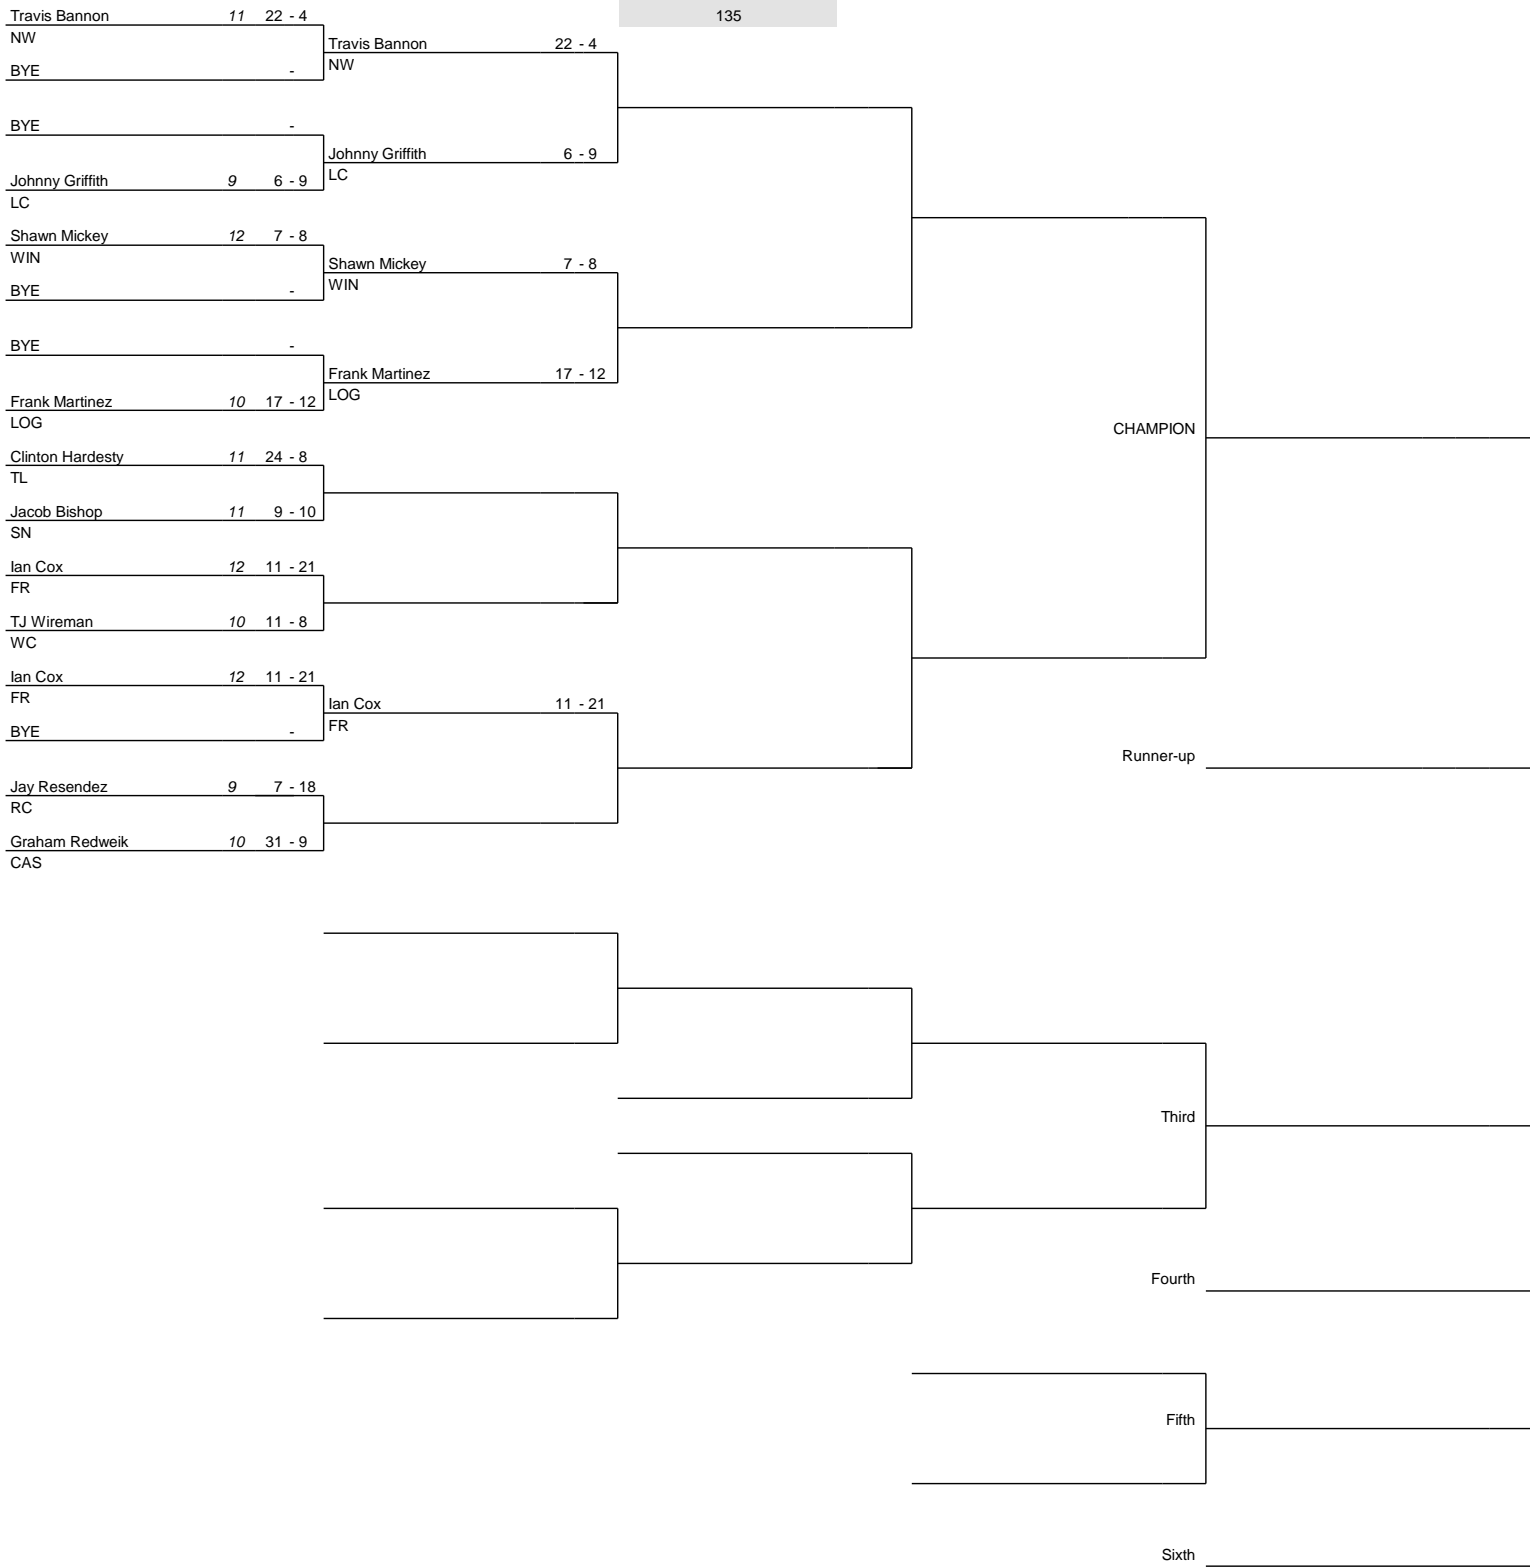 Travis Bannon 11 22 - 4 135
NW Travis Bannon 22 - 4
BYE - NW
BYE -
Johnny Griffith 6 - 9
Johnny Griffith 9 6 - 9 LC
LC
Shawn Mickey 12 7 - 8
WIN Shawn Mickey 7 - 8
BYE - WIN
BYE -
Frank Martinez 17 - 12
Frank Martinez 10 17 - 12 LOG
LOG
CHAMPION
Clinton Hardesty 11 24 - 8
TL
Jacob Bishop 11 9 - 10
SN
Ian Cox 12 11 - 21
FR
TJ Wireman 10 11 - 8
WC
Ian Cox 12 11 - 21
FR Ian Cox 11 - 21
BYE - FR
Runner-up
Jay Resendez 9 7 - 18
RC
Graham Redweik 10 31 - 9
CAS
Third
Fourth
Fifth
Sixth